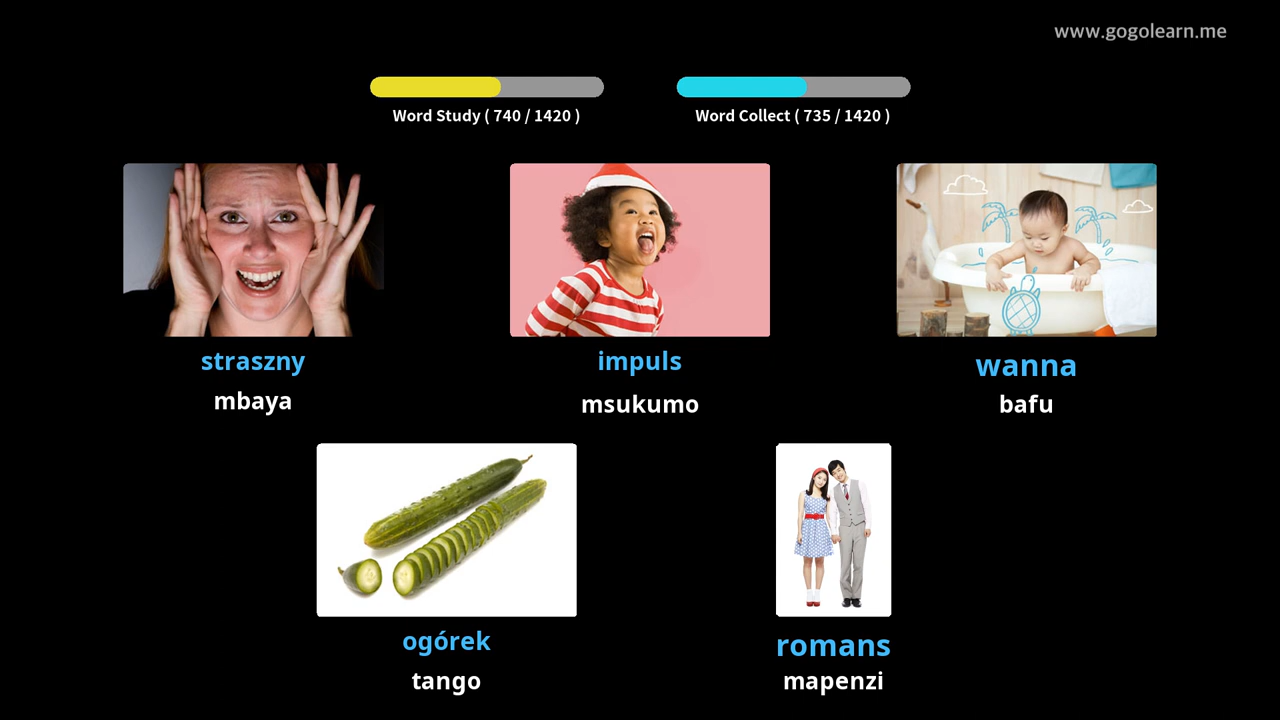 www.gogolearn.me
Word Study ( 740 / 1420 )
Word Collect ( 735 / 1420 )
straszny
mbaya
impuls
msukumo
wanna
bafu
ogórek
tango
romans
mapenzi